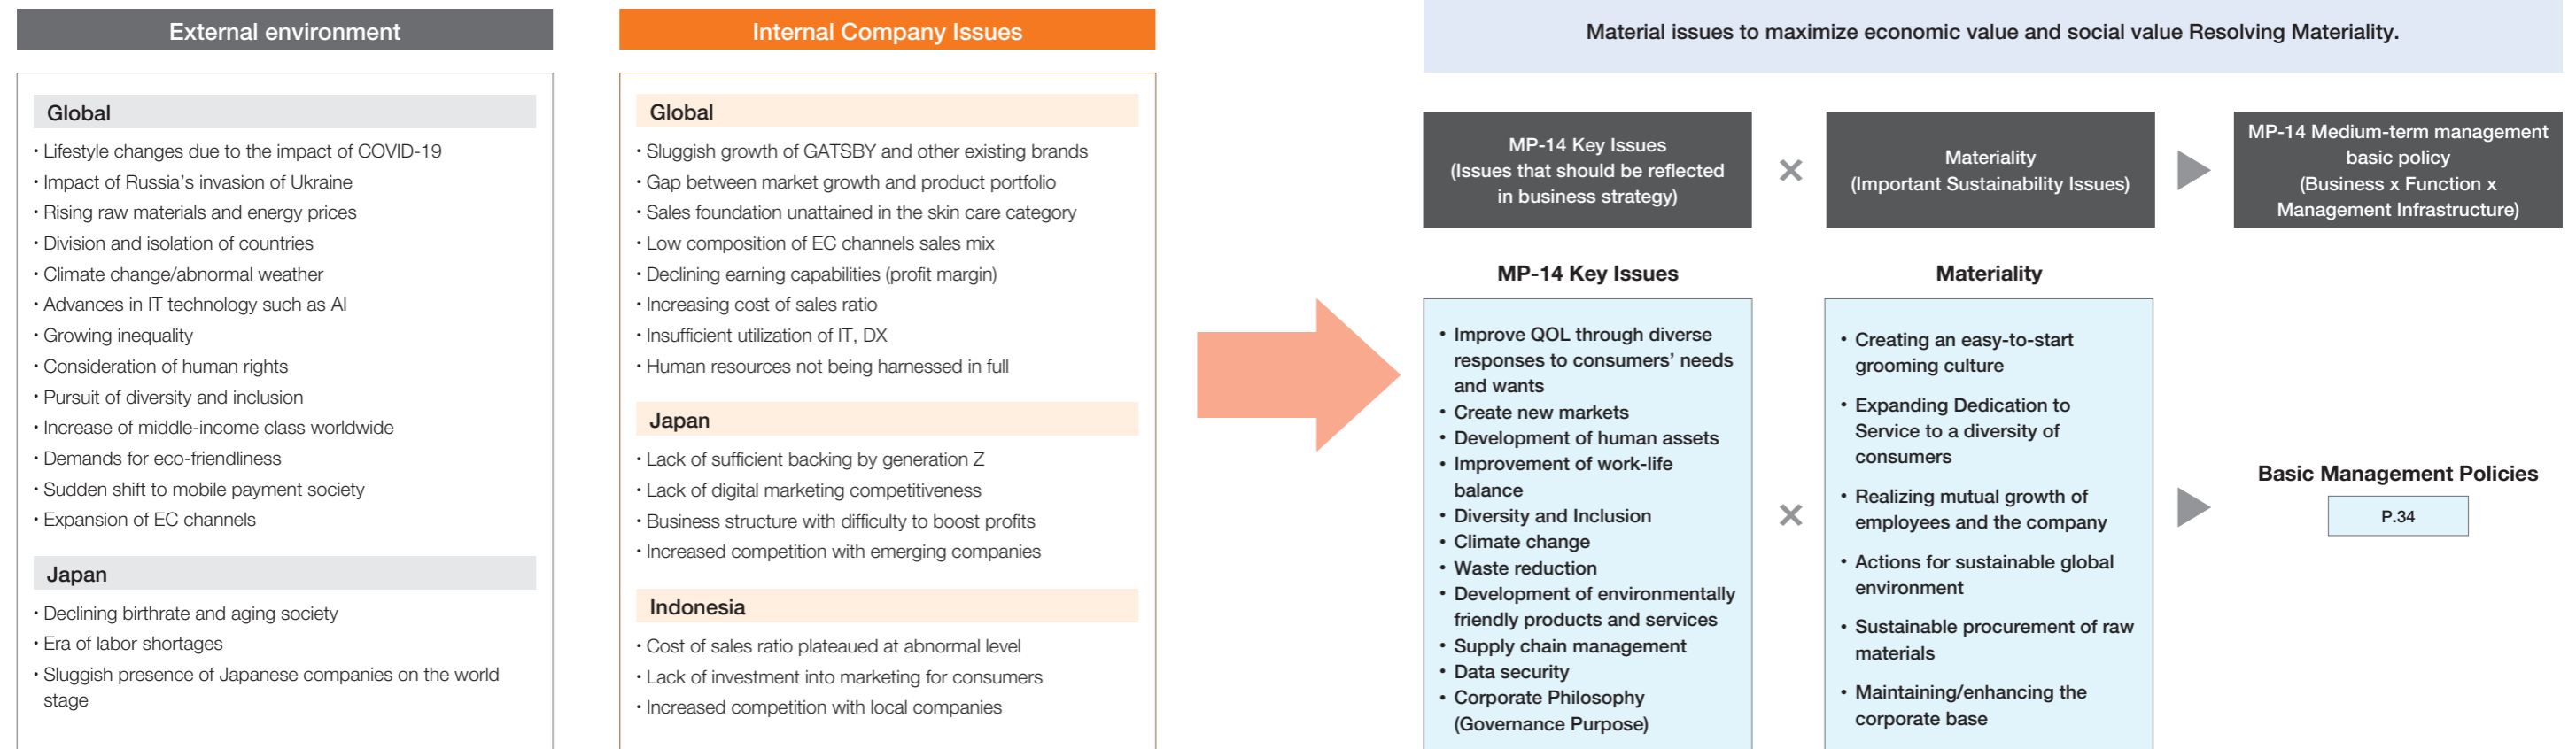 External environment
Global
・Lifestyle changes due to the impact of COVID-19
・Impact of Russia's invasion of Ukraine
・Rising raw materials and energy prices
・Division and isolation of countries
・Climate change/abnormal weather
・Advances in IT technology such as AI
・Growing inequality
・Consideration of human rights
・Pursuit of diversity and inclusion
・Increase of middle-income class worldwide
・Demands for eco-friendliness
・Sudden shift to mobile payment society
・Expansion of EC channels
Japan
・Declining birthrate and aging society
・Era of labor shortages
・Sluggish presence of Japanese companies on the world
stage
Internal Company Issues
Global
・Sluggish growth of GATSBY and other existing brands
・Gap between market growth and product portfolio
・Sales foundation unattained in the skin care category
・Low composition of EC channels sales mix
・Declining earning capabilities (profit margin)
・Increasing cost of sales ratio
・Insufficient utilization of IT, DX
・Human resources not being harnessed in full
Japan
・Lack of sufficient backing by generation Z
・Lack of digital marketing competitiveness
・Business structure with difficulty to boost profits
・Increased competition with emerging companies
Indonesia
・Cost of sales ratio plateaued at abnormal level
・Lack of investment into marketing for consumers
・Increased competition with local companies
Material issues to maximize economic value and social value Resolving Materiality.
MP-14 Key Issues
(Issues that should be reflected
in business strategy)
×
Materiality
(Important Sustainability Issues)
MP-14 Medium-term management
basic policy
(Business x Function x
Management Infrastructure)
MP-14 Key Issues
• Improve QOL through diverse
responses to consumers' needs
and wants
• Create new markets
• Development of human assets
• Improvement of work-life
balance
• Diversity and Inclusion
• Climate change
• Waste reduction
• Development of environmentally
friendly products and services
• Supply chain management
• Data security
• Corporate Philosophy
(Governance Purpose)
×
Materiality
• Creating an easy-to-start
grooming culture
• Expanding Dedication to
Service to a diversity of
consumers
• Realizing mutual growth of
employees and the company
• Actions for sustainable global
environment
• Sustainable procurement of raw
materials
• Maintaining/enhancing the
corporate base
Basic Management Policies
P.34